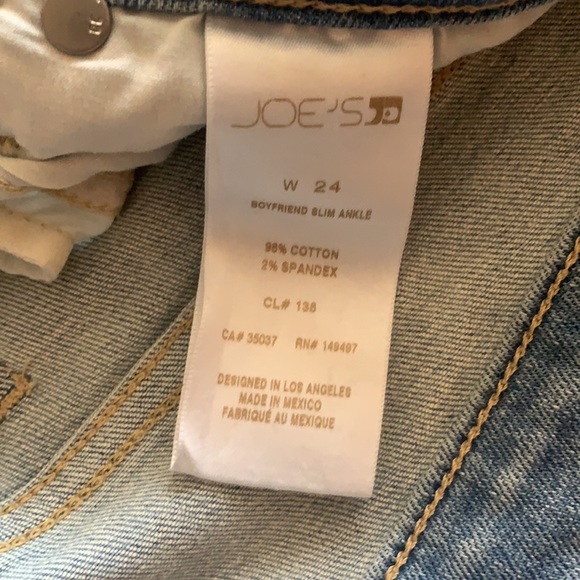 JOE'S
W 24
BOYFRIEND SLIM ANKLE
98% COTTON
2% SPANDEX
CL# 136
CA# 35037 RN# 149497
DESIGNED IN LOS ANGELES
MADE IN MEXICO
FABRIQUÉ AU MEXIQUE